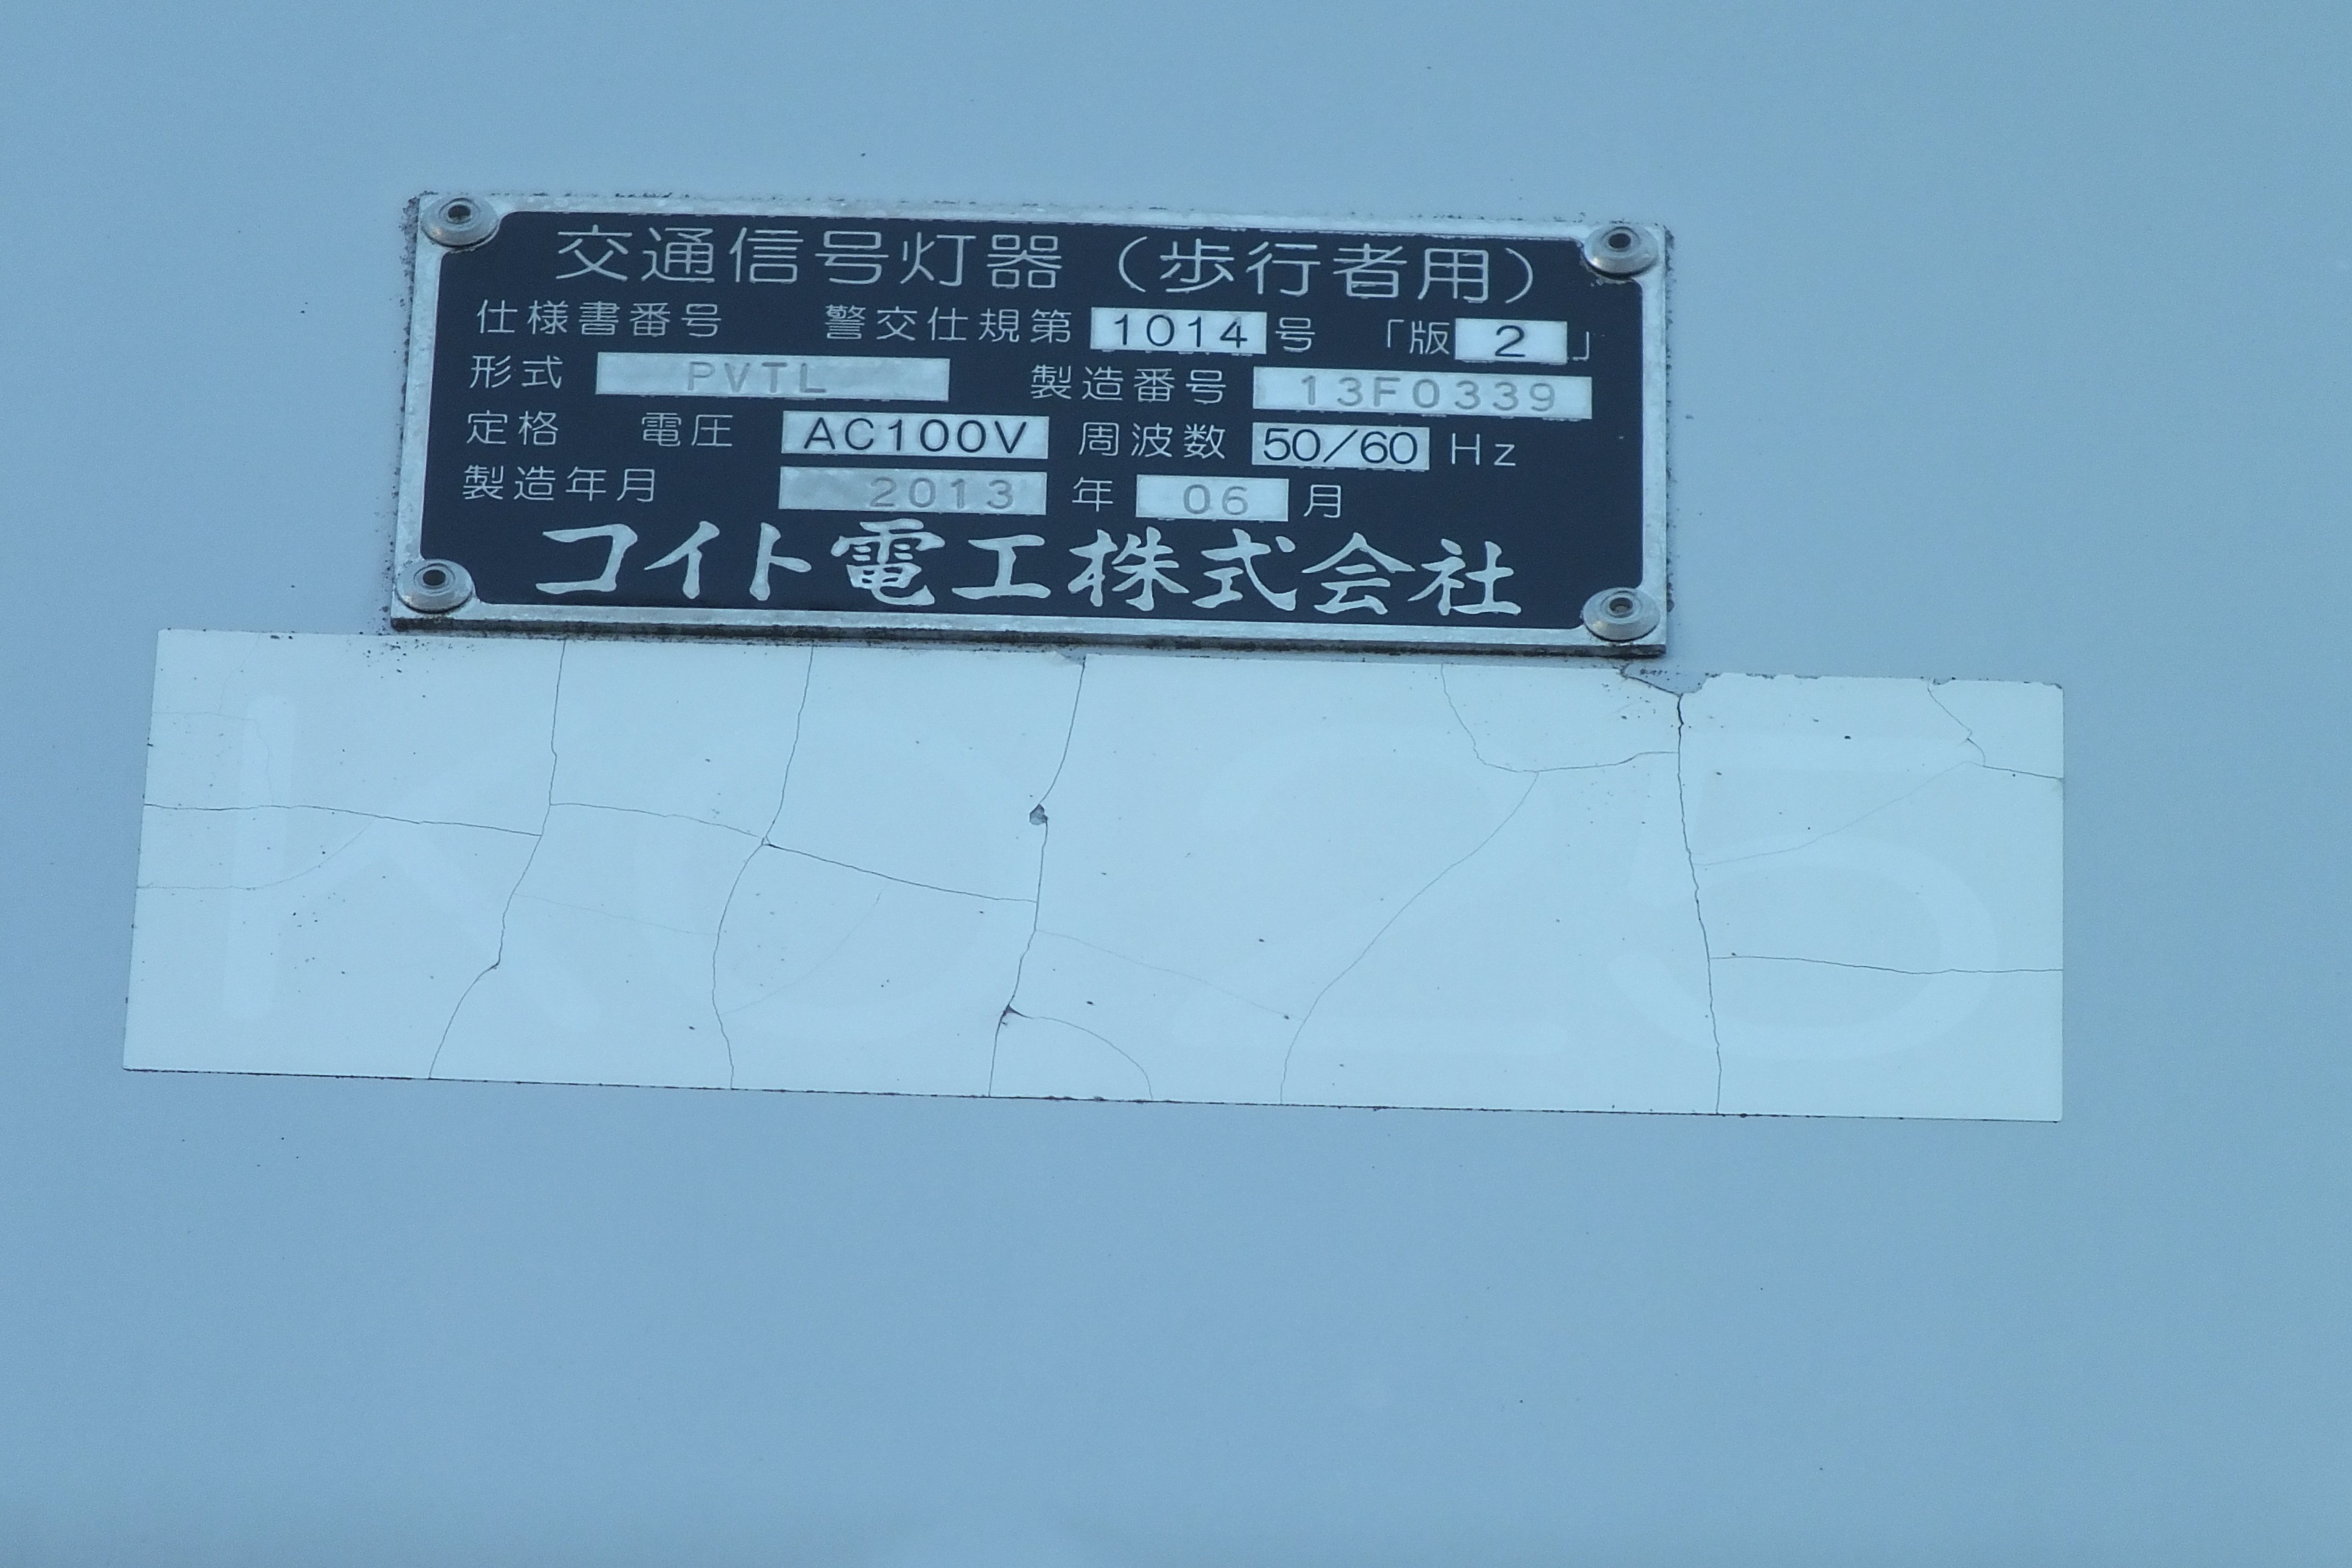 交通信号灯器（歩行者用）
仕様書番号 警交仕規第 1014 号 「版 2 」
形式 PVTL 製造番号 13F0339
定格 電圧 AC100V 周波数 50/60 Hz
製造年月 2013 年 06 月
コイト電工株式会社
K025